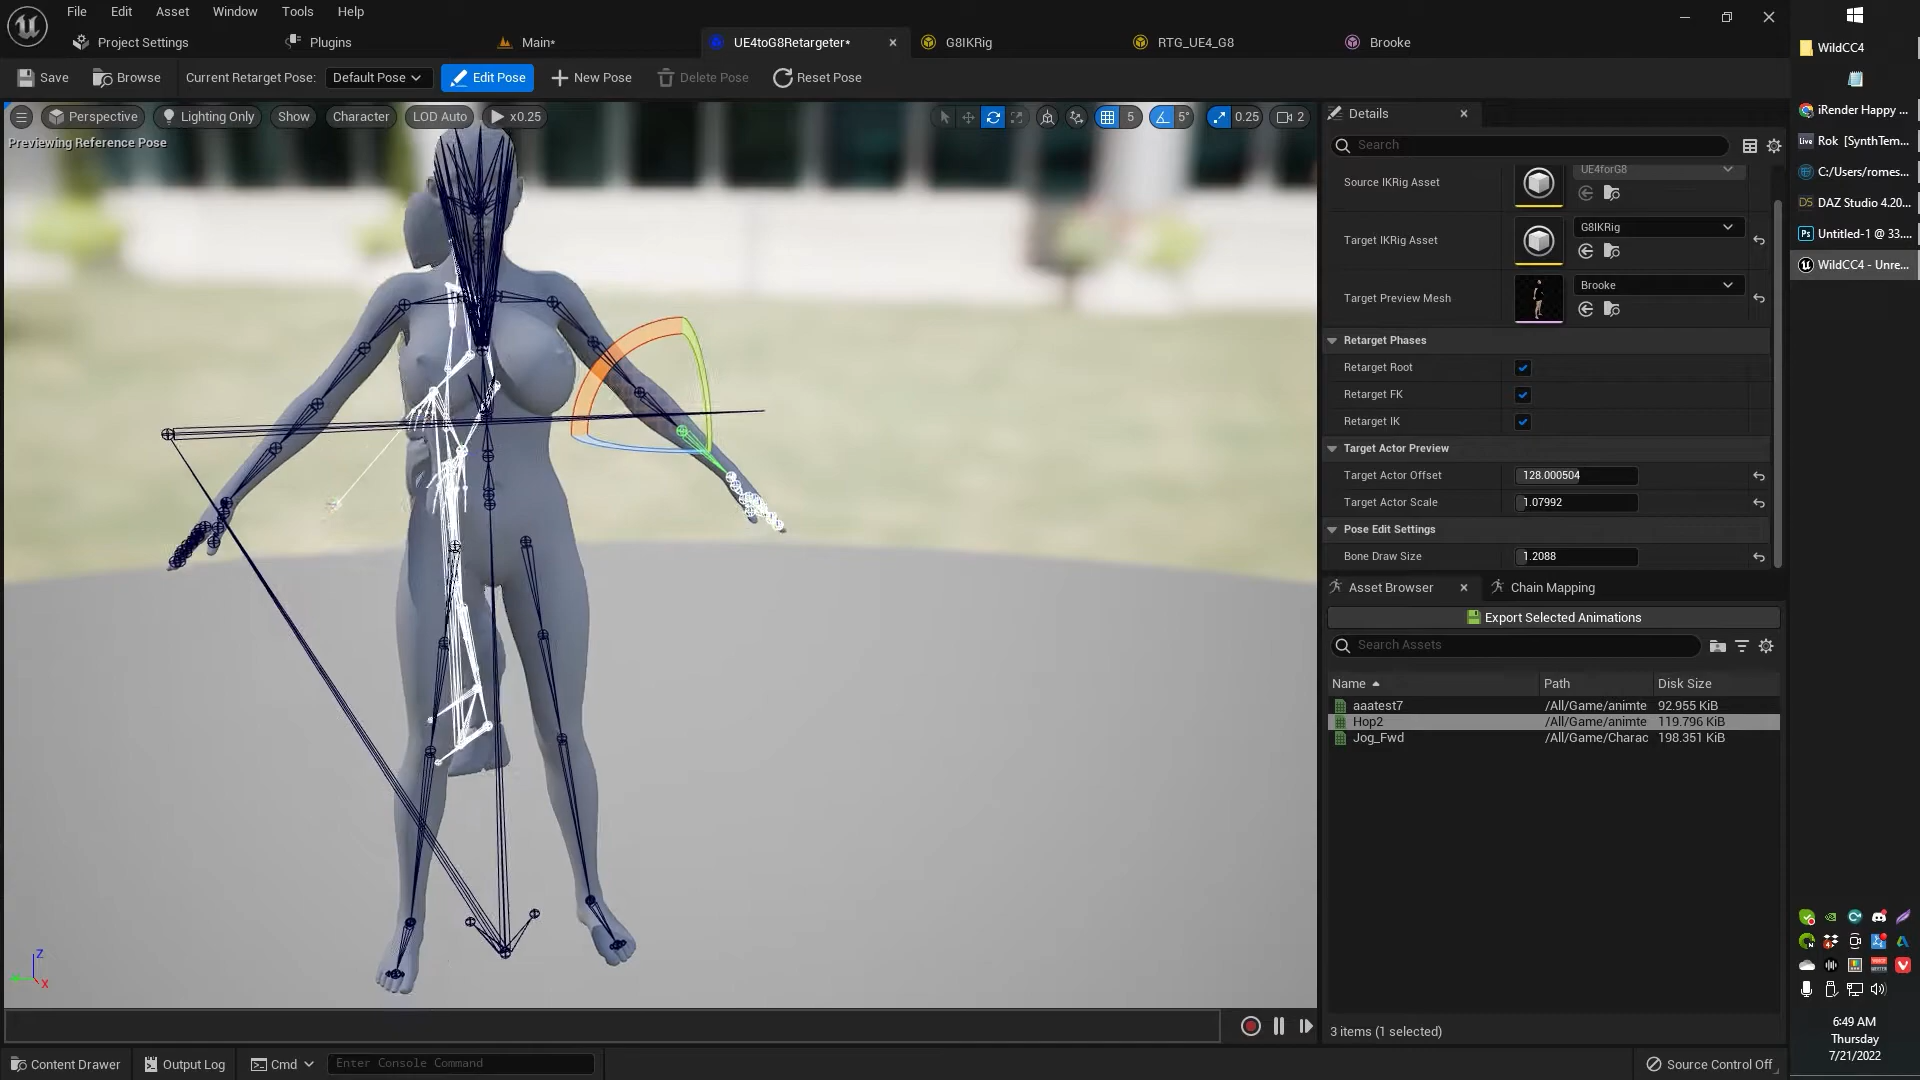 File Edit Asset Window Tools Help
Project Settings Plugins Main* UE4toG8Retargeter* G8IKRig RTG_UE4_G8 Brooke
Save Browse Current Retarget Pose: Default Pose Edit Pose New Pose Delete Pose Reset Pose
Perspective Lighting Only Show Character LOD Auto x0.25 5 5° 0.25 2
Previewing Reference Pose
Details
Search
Source IKRig Asset UE4forG8
Target IKRig Asset G8IKRig
Target Preview Mesh Brooke
Retarget Phases
Retarget Root
Retarget FK
Retarget IK
Target Actor Preview
Target Actor Offset 128.000504
Target Actor Scale 1.07992
Pose Edit Settings
Bone Draw Size 1.2088
Asset Browser Chain Mapping
Export Selected Animations
Search Assets
Name Path Disk Size
aaatest7 /All/Game/animte 92.955 KiB
Hop2 /All/Game/animte 119.796 KiB
Jog_Fwd /All/Game/Charac 198.351 KiB
3 items (1 selected)
Z
X
Content Drawer Output Log Cmd Enter Console Command Source Control Off
WildCC4
iRender Happy ...
Live Rok [SynthTem...
C:/Users/romes...
DS DAZ Studio 4.20...
Ps Untitled-1 @ 33....
WildCC4 - Unre...
6:49 AM
Thursday
7/21/2022